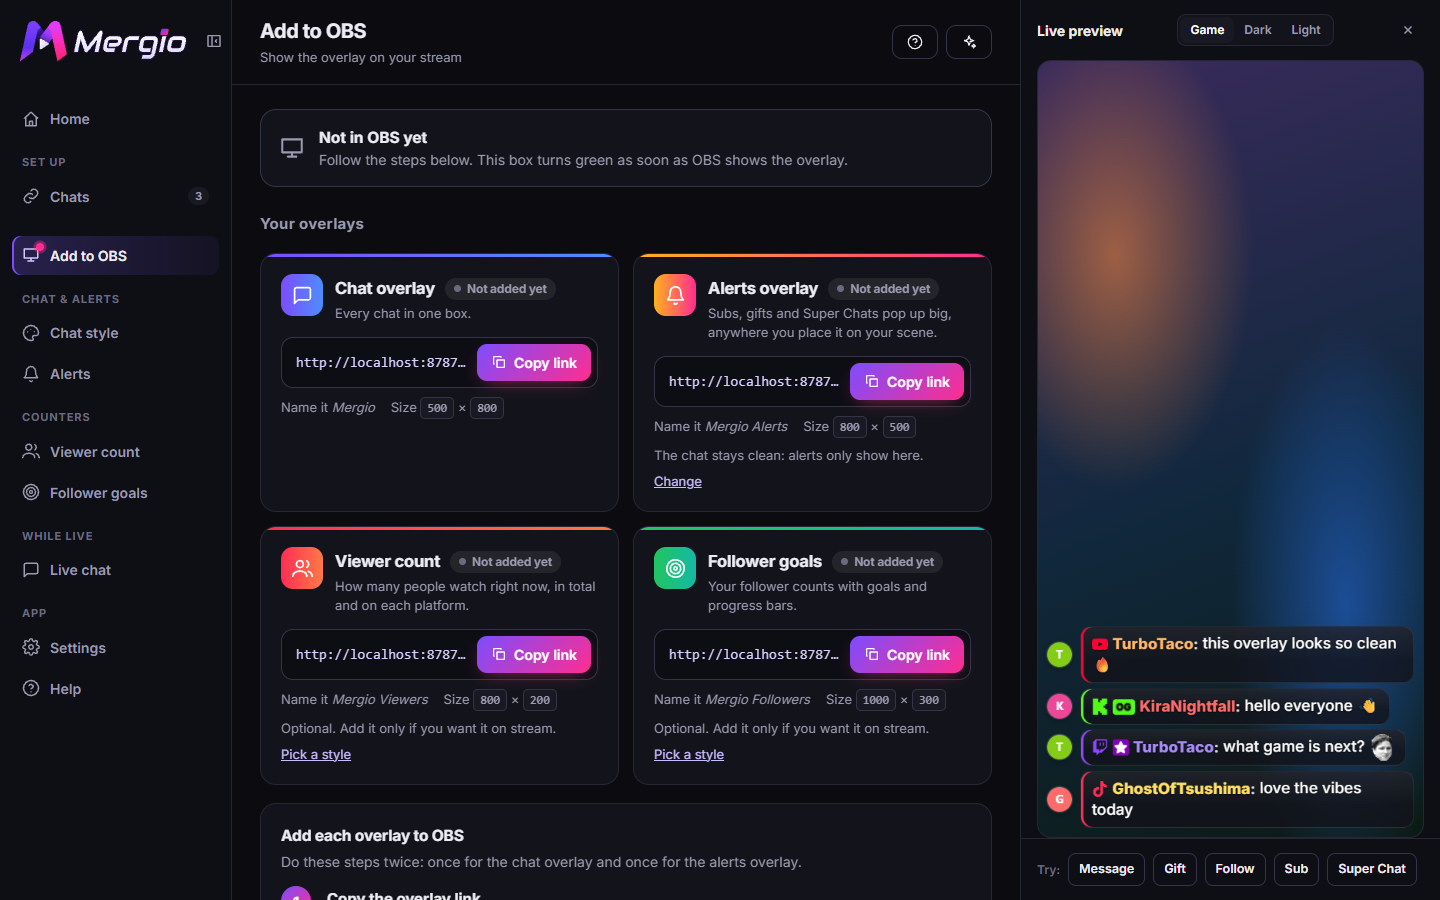 Mergio
Home
SET UP
Chats
3
Add to OBS
CHAT & ALERTS
Chat style
Alerts
COUNTERS
Viewer count
Follower goals
WHILE LIVE
Live chat
APP
Settings
Help
Add to OBS
Show the overlay on your stream
Not in OBS yet
Follow the steps below. This box turns green as soon as OBS shows the overlay.
Your overlays
Chat overlay
Not added yet
Every chat in one box.
http://localhost:8787…
Copy link
Name it Mergio Size 500 × 800
Alerts overlay
Not added yet
Subs, gifts and Super Chats pop up big,
anywhere you place it on your scene.
http://localhost:8787…
Copy link
Name it Mergio Alerts Size 800 × 500
The chat stays clean: alerts only show here.
Change
Viewer count
Not added yet
How many people watch right now, in total
and on each platform.
http://localhost:8787…
Copy link
Name it Mergio Viewers Size 800 × 200
Optional. Add it only if you want it on stream.
Pick a style
Follower goals
Not added yet
Your follower counts with goals and
progress bars.
http://localhost:8787…
Copy link
Name it Mergio Followers Size 1000 × 300
Optional. Add it only if you want it on stream.
Pick a style
Add each overlay to OBS
Do these steps twice: once for the chat overlay and once for the alerts overlay.
Copy the overlay link
Live preview
Game
Dark
Light
T
TurboTaco: this overlay looks so clean
🔥
K
OG
KiraNightfall: hello everyone 👋
T
TurboTaco: what game is next?
G
GhostOfTsushima: love the vibes
today
Try:
Message
Gift
Follow
Sub
Super Chat